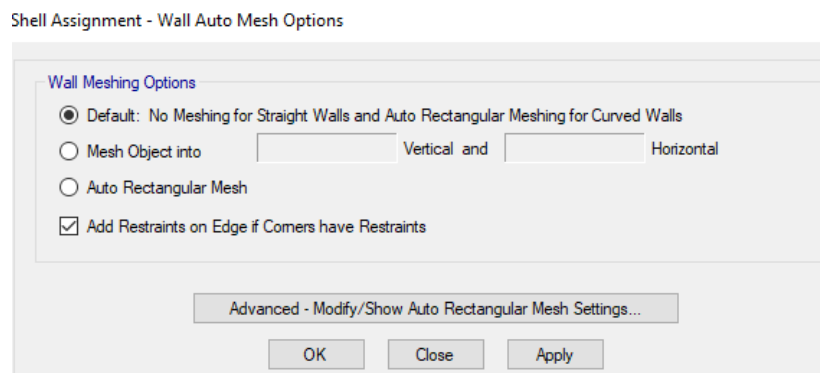 Shell Assignment - Wall Auto Mesh Options
Wall Meshing Options
Default: No Meshing for Straight Walls and Auto Rectangular Meshing for Curved Walls
Mesh Object into Vertical and Horizontal
Auto Rectangular Mesh
Add Restraints on Edge if Corners have Restraints
Advanced - Modify/Show Auto Rectangular Mesh Settings...
OK Close Apply